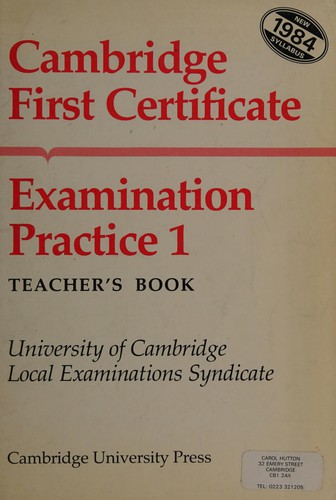 NEW
1984
SYLLABUS
Cambridge
First Certificate
Examination
Practice 1
TEACHER'S BOOK
University of Cambridge
Local Examinations Syndicate
Cambridge University Press
CAROL HUTTON
32 EMERY STREET
CAMBRIDGE
CB1 2AX
TEL: 0223 321205